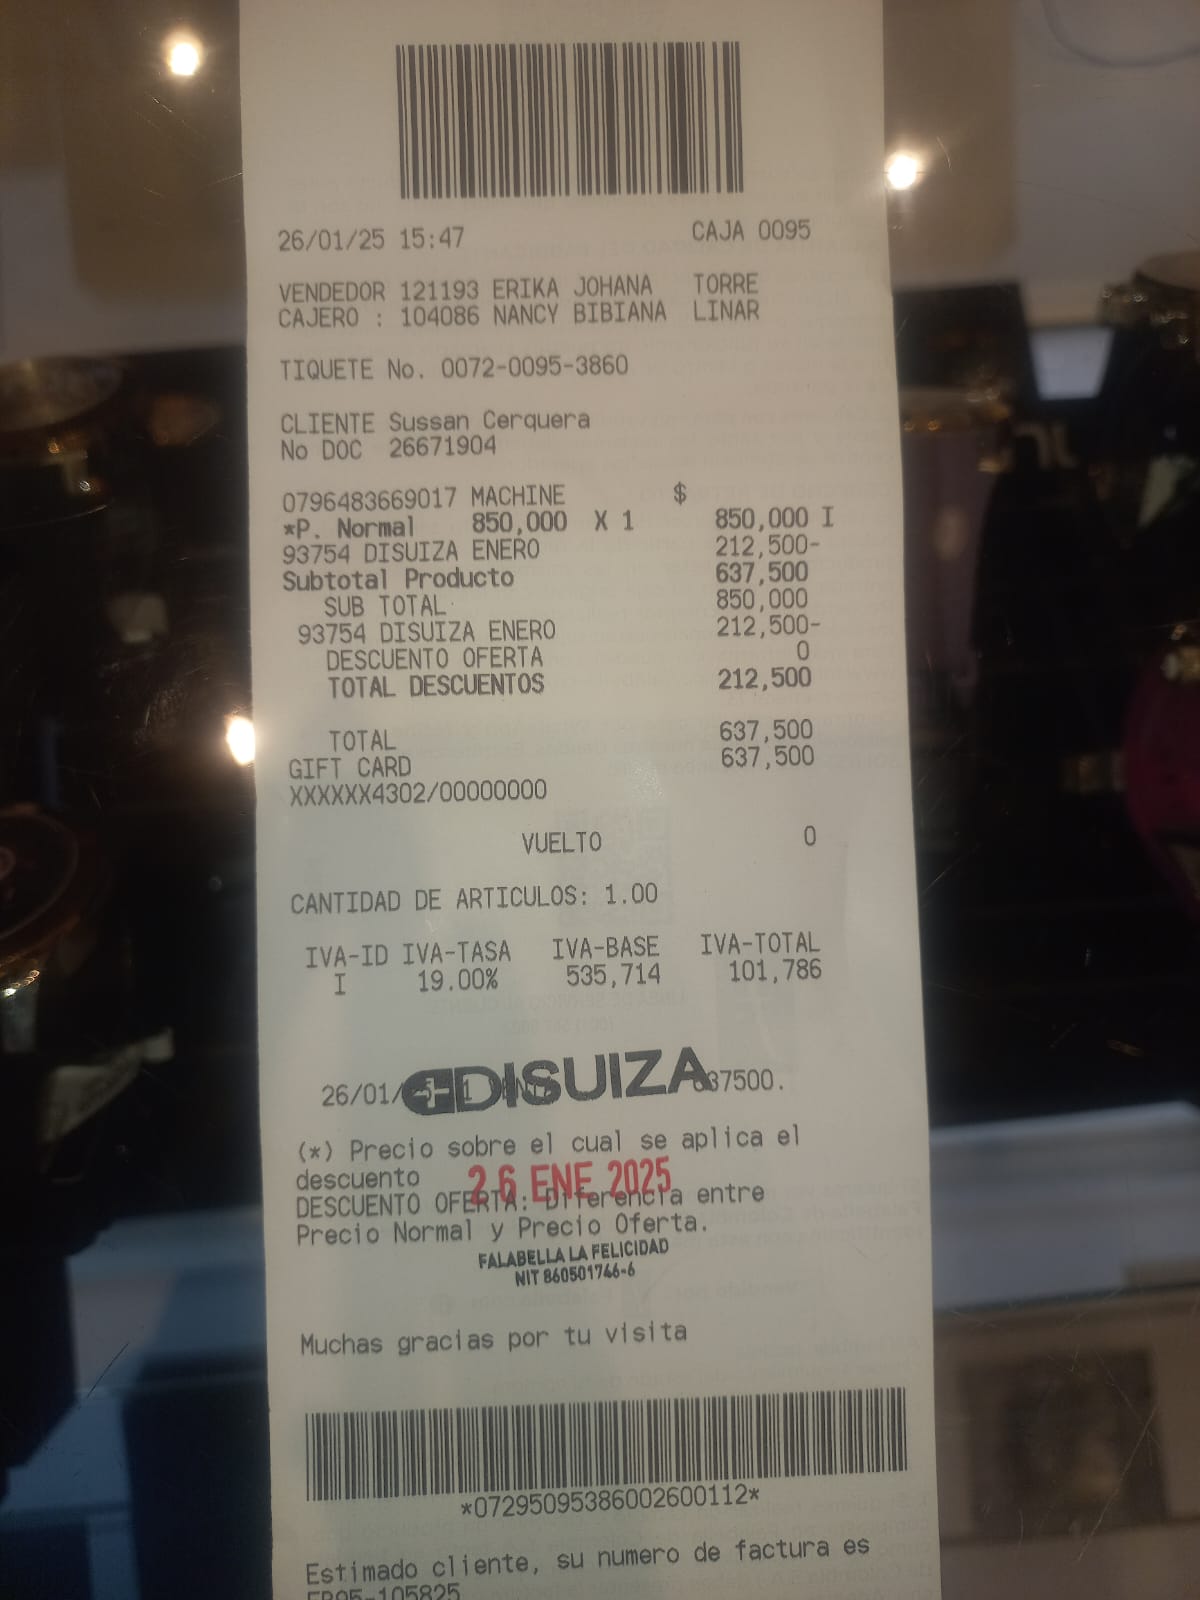 26/01/25 15:47 CAJA 0095
VENDEDOR 121193 ERIKA JOHANA TORRE
CAJERO : 104086 NANCY BIBIANA LINAR
TIQUETE No. 0072-0095-3860
CLIENTE Sussan Cerquera
No DOC 26671904
0796483669017 MACHINE $
*P. Normal 850,000 X 1 850,000 I
93754 DISUIZA ENERO 212,500-
Subtotal Producto 637,500
SUB TOTAL 850,000
93754 DISUIZA ENERO 212,500-
DESCUENTO OFERTA 0
TOTAL DESCUENTOS 212,500
TOTAL 637,500
GIFT CARD 637,500
XXXXXX4302/00000000
VUELTO 0
CANTIDAD DE ARTICULOS: 1.00
IVA-ID IVA-TASA IVA-BASE IVA-TOTAL
I 19.00% 535,714 101,786
DISUIZA
26/01/ 37500.
(*) Precio sobre el cual se aplica el
descuento
26 ENE 2025
DESCUENTO OFERTA: Diferencia entre
Precio Normal y Precio Oferta.
FALABELLA LA FELICIDAD
NIT 860501746-6
Muchas gracias por tu visita
*07295095386002600112*
Estimado cliente, su numero de factura es